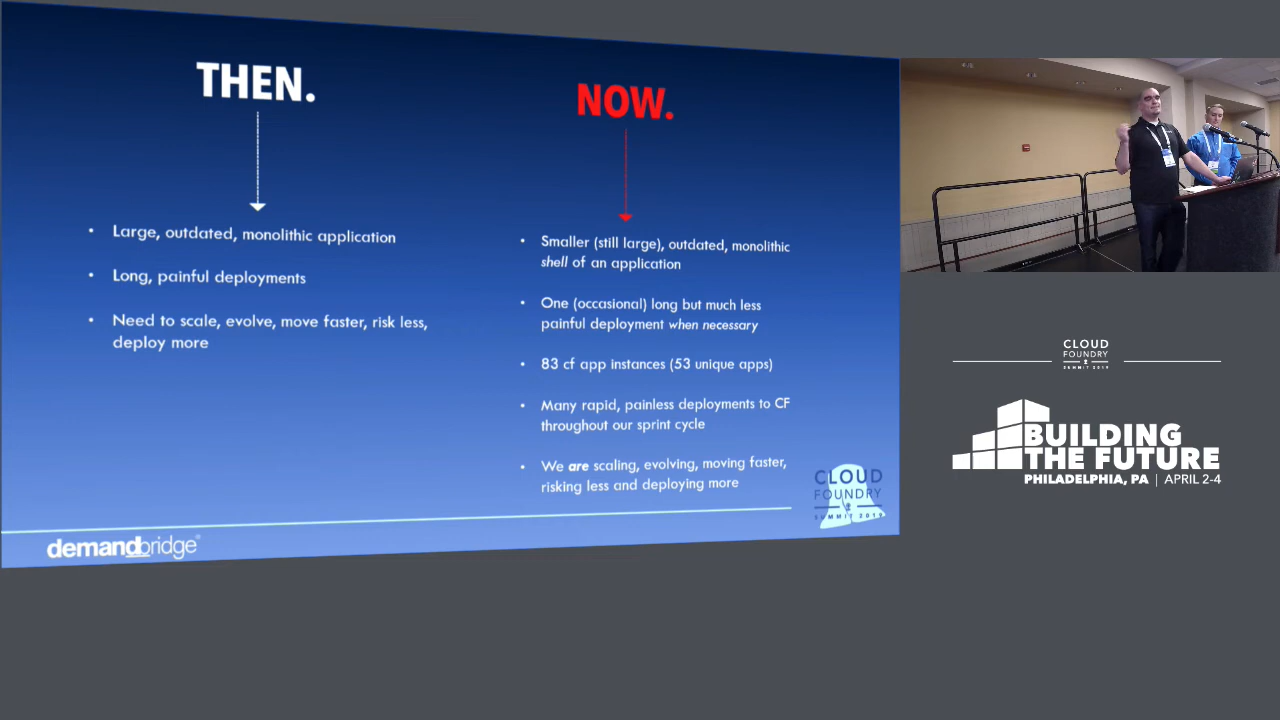 THEN.
NOW.
• Large, outdated, monolithic application
• Long, painful deployments
• Need to scale, evolve, move faster, risk less,
deploy more
• Smaller (still large), outdated, monolithic
shell of an application
• One (occasional) long but much less
painful deployment when necessary
• 83 cf app instances (53 unique apps)
• Many rapid, painless deployments to CF
throughout our sprint cycle
• We are scaling, evolving, moving faster,
risking less and deploying more
CLOUD
FOUNDRY
SUMMIT 2019
demandbridge®
CLOUD
FOUNDRY
SUMMIT 2019
BUILDING
THE FUTURE
PHILADELPHIA, PA | APRIL 2-4